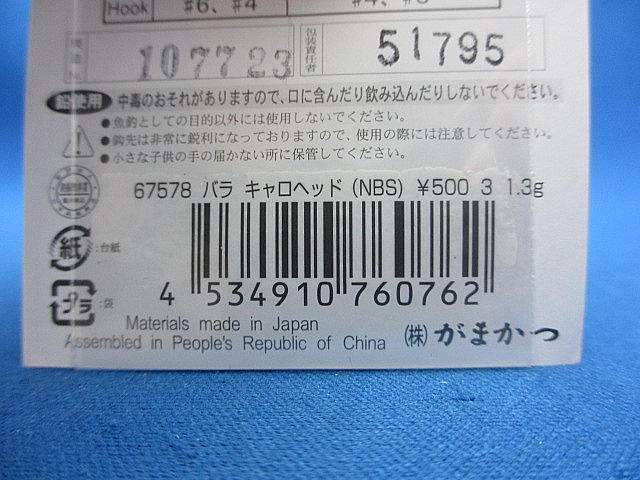 Hook #6、#4
107723 包装責任者 51795
鉛使用 中毒のおそれがありますので、口に含んだり飲み込んだりしないでください。
●魚釣としての目的以外には使用しないでください。
●鈎先は非常に鋭利になっておりますので、使用の際には注意してください。
●小さな子供の手の届かない所に保管してください。
67578 バラ キャロヘッド (NBS) ¥500 3 1.3g
紙 :台紙
プラ :袋
4 534910 760762
Materials made in Japan
Assembled in People's Republic of China
(株) がまかつ